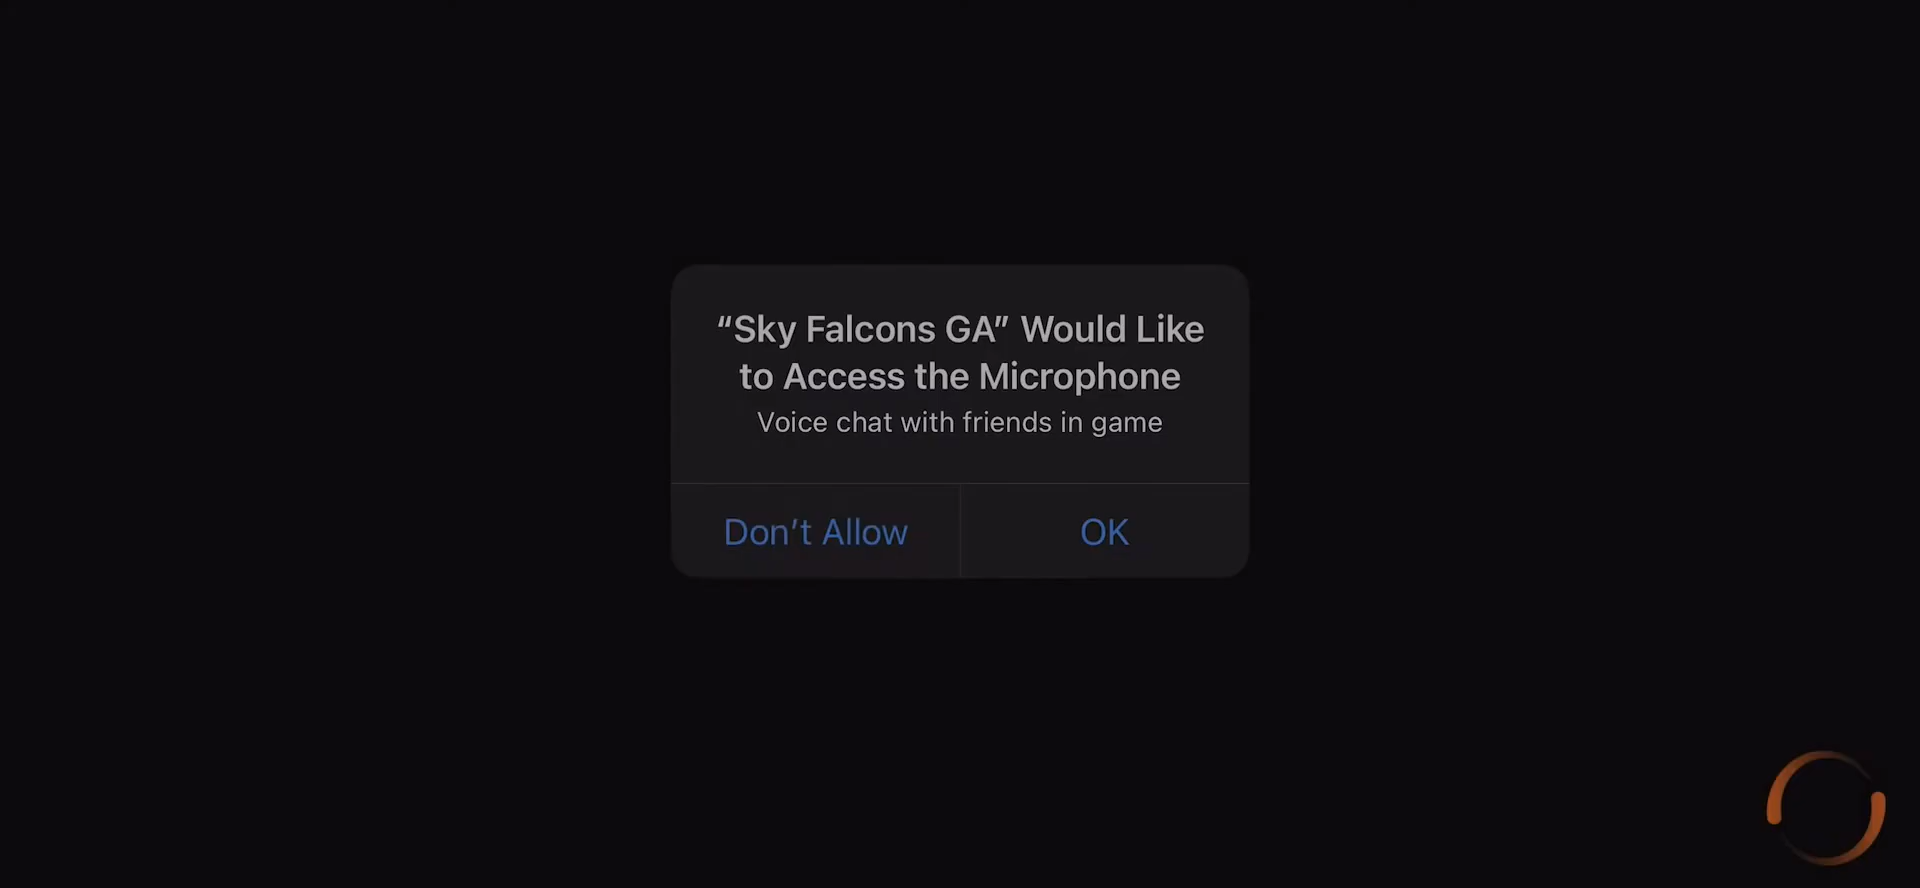 “Sky Falcons GA” Would Like
to Access the Microphone
Voice chat with friends in game
Don’t Allow
OK